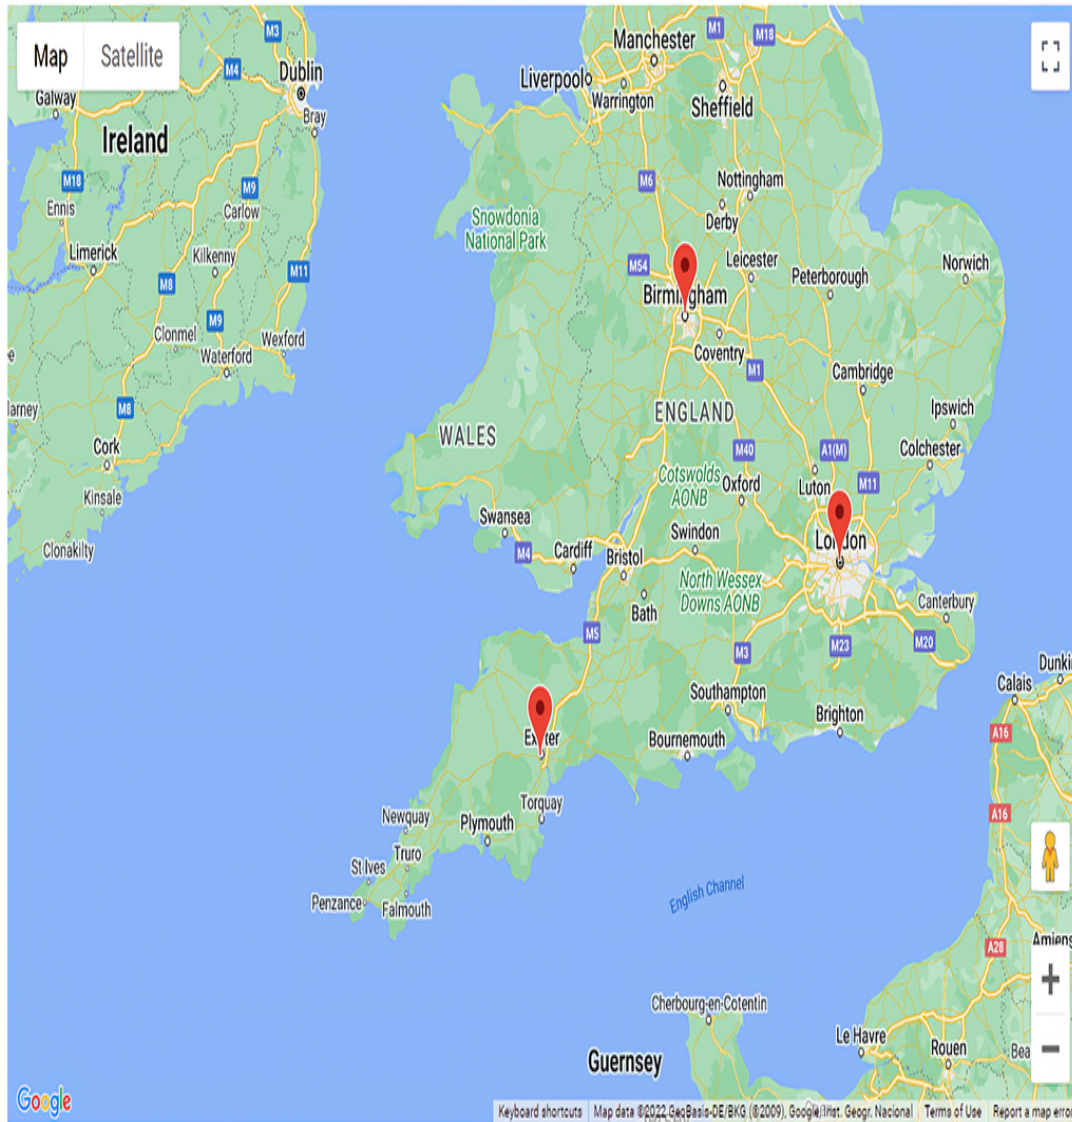 Map
Satellite
M3
M4
Dublin
Galway
Bray
Ireland
M18
Ennis
M9
Carlow
Limerick
Kilkenny
M11
M8
M9
Clonmel
Wexford
Waterford
M8
larney
Cork
Kinsale
Clonakilty
Manchester
M1
M18
Liverpool
Warrington
Sheffield
M6
Nottingham
Derby
Snowdonia
National Park
M54
Leicester
Peterborough
Norwich
Birmingham
Coventry
M1
Cambridge
ENGLAND
Ipswich
WALES
M40
A1(M)
Colchester
Cotswolds
AONB
Oxford
Luton
M11
Swansea
Swindon
London
M4
Cardiff
Bristol
North Wessex
Downs AONB
Bath
Canterbury
M5
M3
M23
M20
Southampton
Brighton
Calais
Dunkir
Exeter
Bournemouth
A16
Torquay
Newquay
Plymouth
A16
Truro
St Ives
Penzance
Falmouth
English Channel
A28
Amiens
Cherbourg-en-Cotentin
Le Havre
Rouen
Bea
Guernsey
Google
Keyboard shortcuts
Map data ©2022 GeoBasis-DE/BKG (©2009), Google, Inst. Geogr. Nacional
Terms of Use
Report a map error